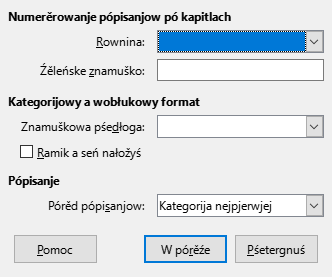 Numerěrowanje pópisanjow pó kapitlach
Rownina:
Źěleńske znamuško:
Kategorijowy a wobłukowy format
Znamuškowa pśedłoga:
Ramik a seń nałožyś
Pópisanje
Pórěd pópisanjow: Kategorija nejpjerwjej
Pomoc W pórěźe Pśetergnuś